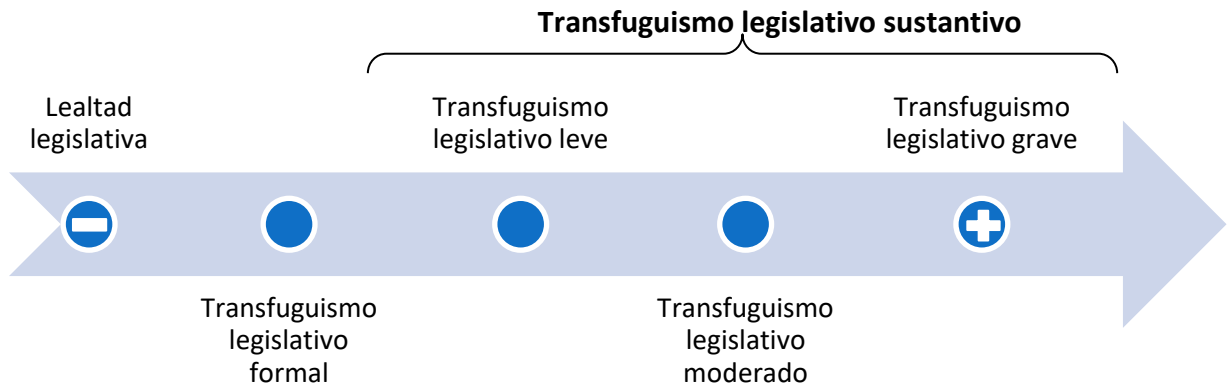 Transfuguismo legislativo sustantivo
Lealtad
legislativa
Transfuguismo
legislativo leve
Transfuguismo
legislativo grave
Transfuguismo
legislativo
formal
Transfuguismo
legislativo
moderado